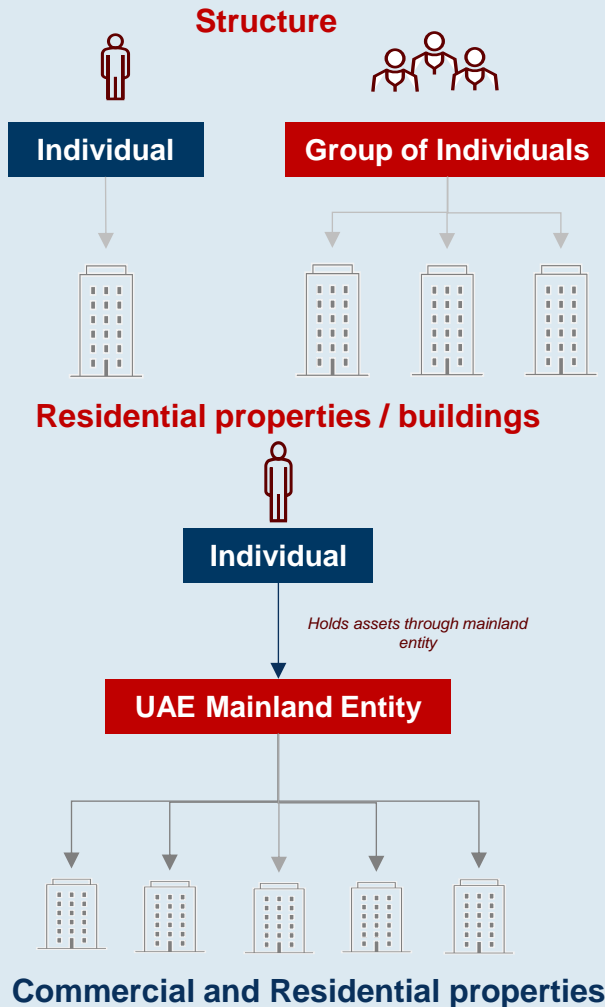 Structure
Individual
Group of Individuals
Residential properties / buildings
Individual
Holds assets through mainland
entity
UAE Mainland Entity
Commercial and Residential properties